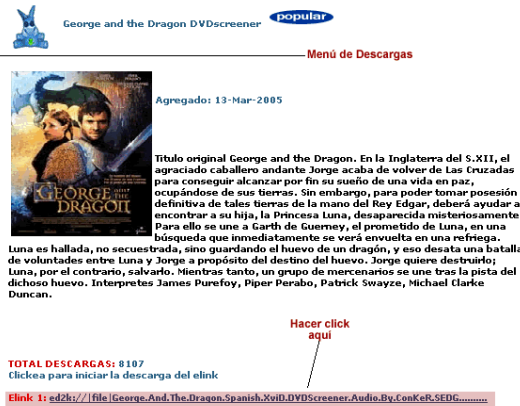 George and the Dragon DVDscreener
popular
Menú de Descargas
Agregado: 13-Mar-2005
GEORGE
AND THE
DRAGON
Titulo original George and the Dragon. En la Inglaterra del S.XII, el
agraciado caballero andante Jorge acaba de volver de Las Cruzadas
para conseguir alcanzar por fin su sueño de una vida en paz,
ocupándose de sus tierras. Sin embargo, para poder tomar posesión
definitiva de tales tierras de la mano del Rey Edgar, deberá ayudar a
encontrar a su hija, la Princesa Luna, desaparecida misteriosamente
Para ello se une a Garth de Guerney, el prometido de Luna, en una
búsqueda que inmediatamente se verá envuelta en una refriega.
Luna es hallada, no secuestrada, sino guardando el huevo de un dragón, y eso desata una batalla
de voluntades entre Luna y Jorge a propósito del destino del huevo. Jorge quiere destruirlo;
Luna, por el contrario, salvarlo. Mientras tanto, un grupo de mercenarios se une tras la pista del
dichoso huevo. Interpretes James Purefoy, Piper Perabo, Patrick Swayze, Michael Clarke
Duncan.
Hacer click
aqui
TOTAL DESCARGAS: 8107
Clickea para iniciar la descarga del elink
Elink 1: ed2k://|file|George.And.The.Dragon.Spanish.XviD.DVDScreener.Audio.By.ConKeR.SEDG..........